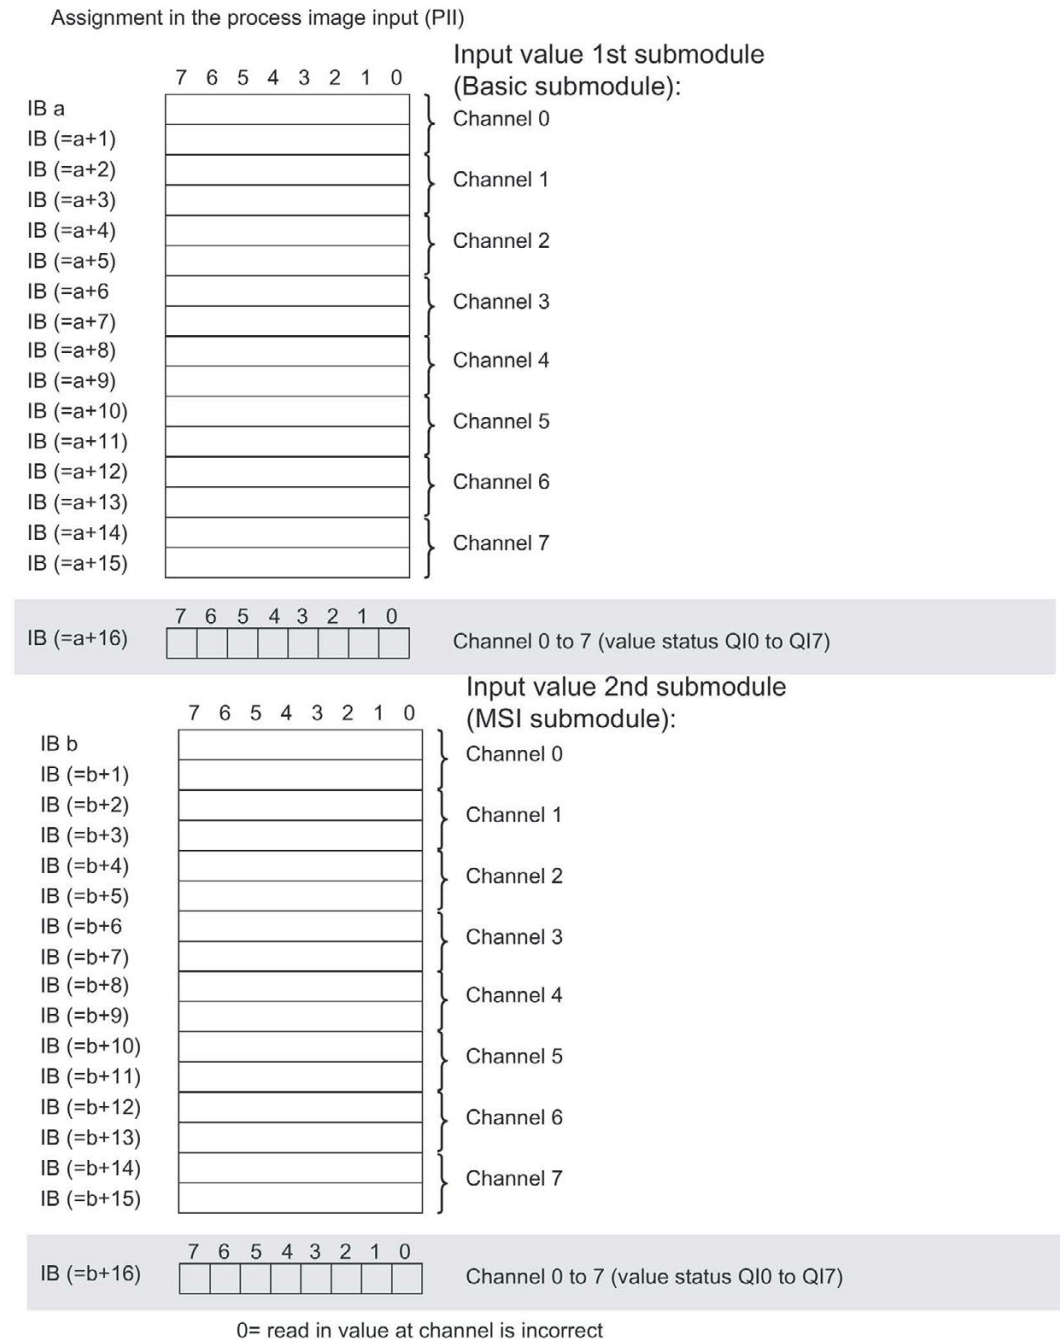 Assignment in the process image input (PII)
Input value 1st submodule
(Basic submodule):
7 6 5 4 3 2 1 0
IB a
Channel 0
IB (=a+1)
IB (=a+2)
Channel 1
IB (=a+3)
IB (=a+4)
Channel 2
IB (=a+5)
IB (=a+6
Channel 3
IB (=a+7)
IB (=a+8)
Channel 4
IB (=a+9)
IB (=a+10)
Channel 5
IB (=a+11)
IB (=a+12)
Channel 6
IB (=a+13)
IB (=a+14)
Channel 7
IB (=a+15)
7 6 5 4 3 2 1 0
IB (=a+16) Channel 0 to 7 (value status QI0 to QI7)
Input value 2nd submodule
(MSI submodule):
7 6 5 4 3 2 1 0
IB b
Channel 0
IB (=b+1)
IB (=b+2)
Channel 1
IB (=b+3)
IB (=b+4)
Channel 2
IB (=b+5)
IB (=b+6
Channel 3
IB (=b+7)
IB (=b+8)
Channel 4
IB (=b+9)
IB (=b+10)
Channel 5
IB (=b+11)
IB (=b+12)
Channel 6
IB (=b+13)
IB (=b+14)
Channel 7
IB (=b+15)
7 6 5 4 3 2 1 0
IB (=b+16) Channel 0 to 7 (value status QI0 to QI7)
0= read in value at channel is incorrect